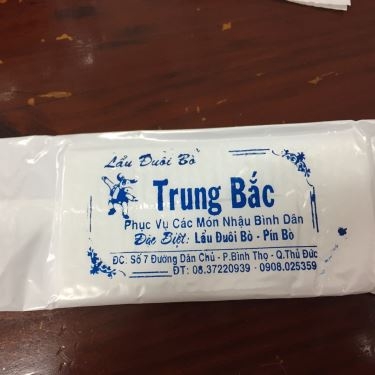 Lẩu Đuôi Bò
Trung Bắc
Phục Vụ Các Món Nhậu Bình Dân
Đặc Biệt: Lẩu Đuôi Bò - Pín Bò
ĐC: Số 7 Đường Dân Chủ - P.Bình Thọ - Q.Thủ Đức
ĐT: 08.37220939 - 0908.025359